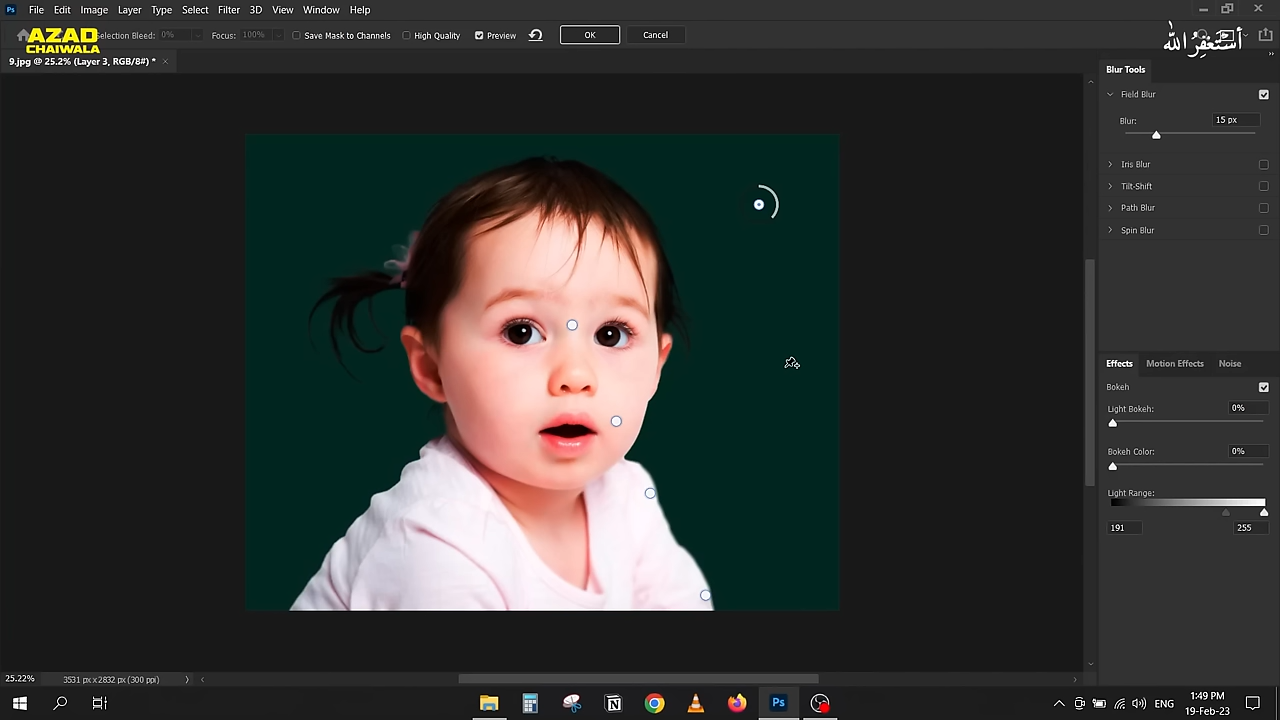 Ps File Edit Image Layer Type Select Filter 3D View Window Help
AZAD
CHAIWALA
Selection Bleed: 0% Focus: 100% Save Mask to Channels High Quality Preview OK Cancel
أستغفر الله
9.jpg @ 25.2% (Layer 3, RGB/8#) * ×
Blur Tools
Field Blur
Blur: 15 px
Iris Blur
Tilt-Shift
Path Blur
Spin Blur
Effects Motion Effects Noise
Bokeh
Light Bokeh: 0%
Bokeh Color: 0%
Light Range:
191 255
25.22% 3531 px x 2832 px (300 ppi)
Ps
ENG
1:49 PM
19-Feb-23